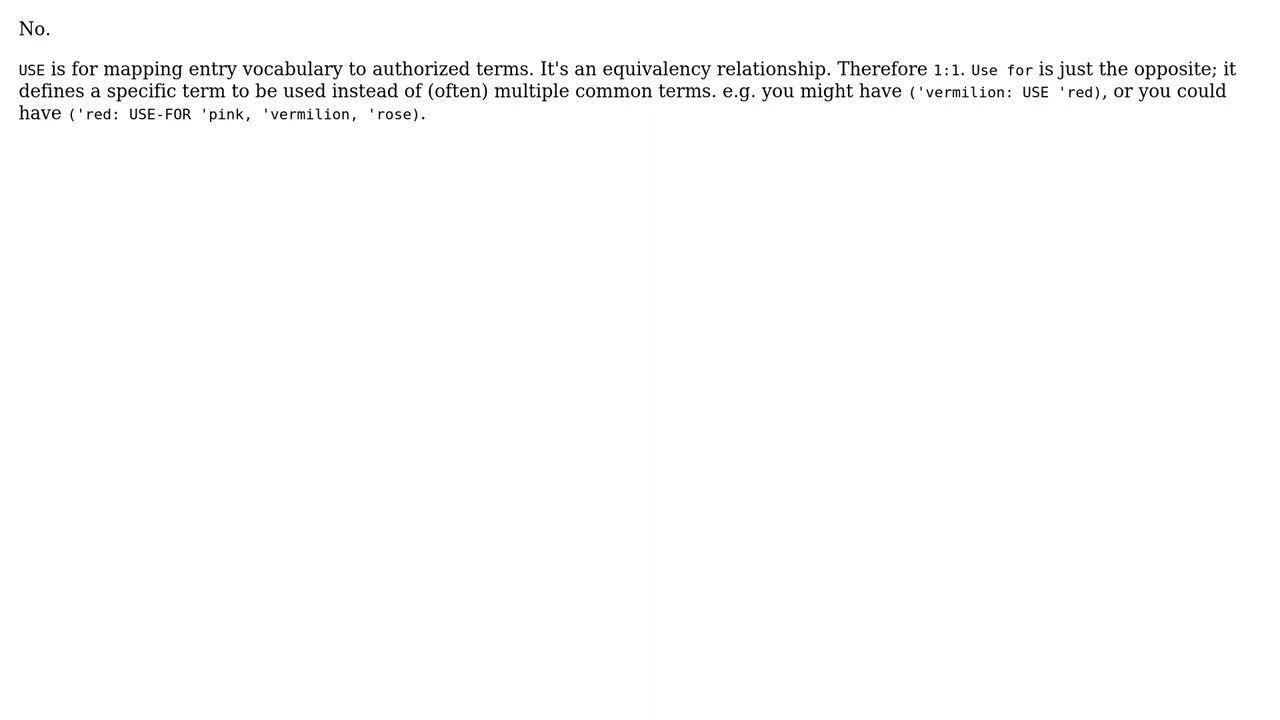 No.
USE is for mapping entry vocabulary to authorized terms. It's an equivalency relationship. Therefore 1:1. Use for is just the opposite; it
defines a specific term to be used instead of (often) multiple common terms. e.g. you might have ('vermilion: USE 'red), or you could
have ('red: USE-FOR 'pink, 'vermilion, 'rose).